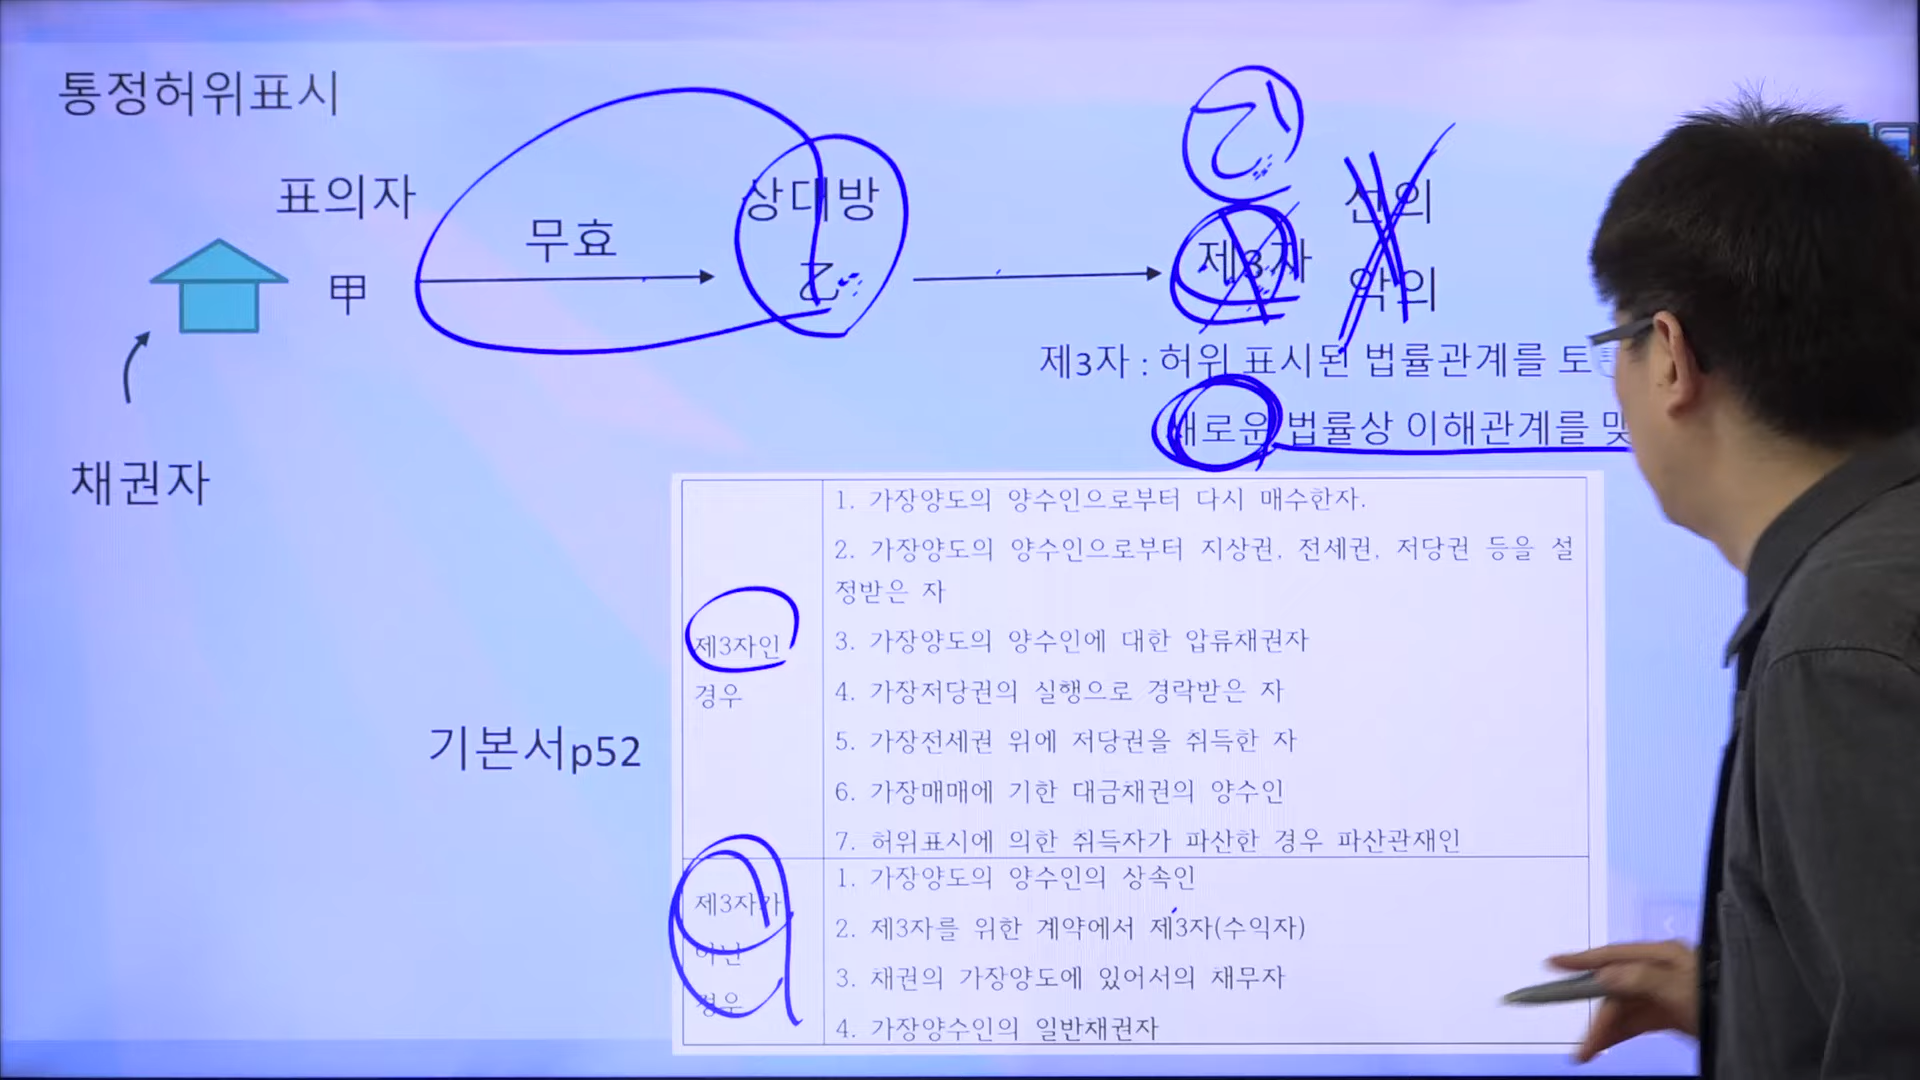 통정허위표시
표의자
무효
상대방
선의
甲
乙
제3자
악의
제3자 : 허위 표시된 법률관계를 토
새로운 법률상 이해관계를 맺
채권자
기본서p52
제3자인
경우
1. 가장양도의 양수인으로부터 다시 매수한자.
2. 가장양도의 양수인으로부터 지상권, 전세권, 저당권 등을 설
정받은 자
3. 가장양도의 양수인에 대한 압류채권자
4. 가장저당권의 실행으로 경락받은 자
5. 가장전세권 위에 저당권을 취득한 자
6. 가장매매에 기한 대금채권의 양수인
7. 허위표시에 의한 취득자가 파산한 경우 파산관재인
제3자가
아닌
경우
1. 가장양도의 양수인의 상속인
2. 제3자를 위한 계약에서 제3자(수익자)
3. 채권의 가장양도에 있어서의 채무자
4. 가장양수인의 일반채권자